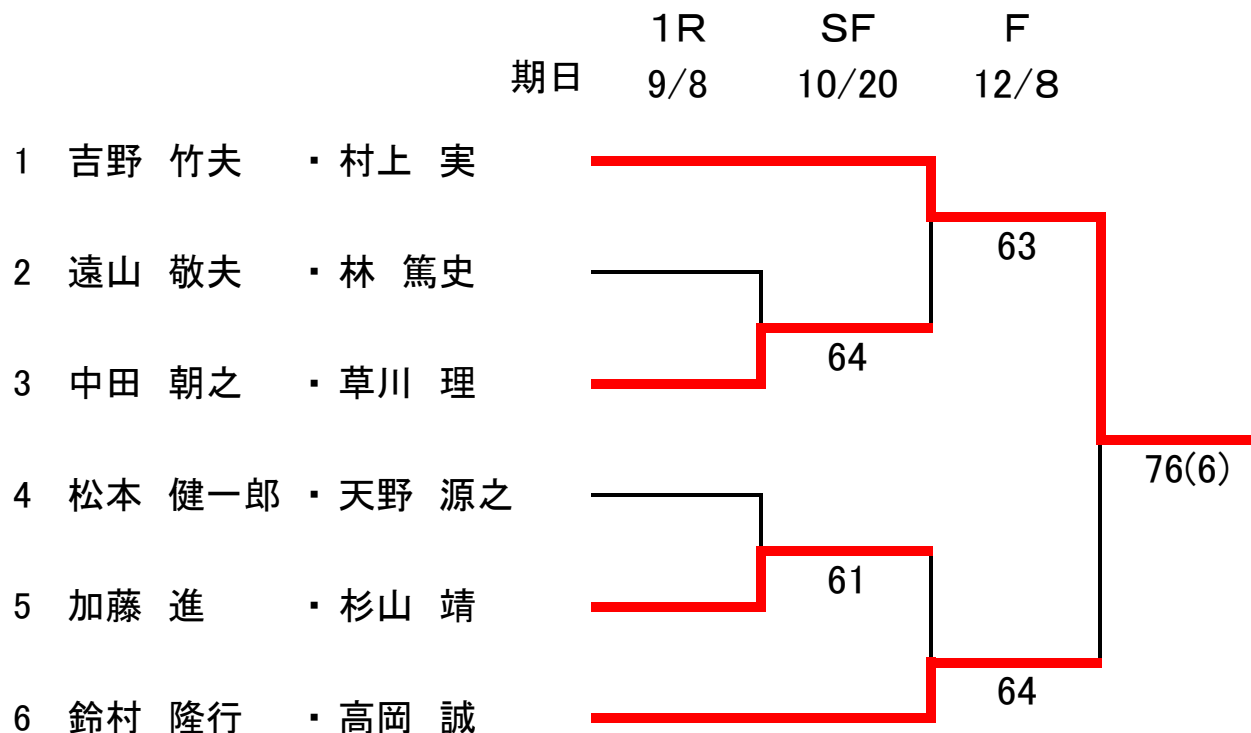 1R SF F
期日 9/8 10/20 12/8
1 吉野 竹夫 ・村上 実
63
2 遠山 敬夫 ・林 篤史
64
3 中田 朝之 ・草川 理
76(6)
4 松本 健一郎 ・天野 源之
61
5 加藤 進 ・杉山 靖
64
6 鈴村 隆行 ・高岡 誠